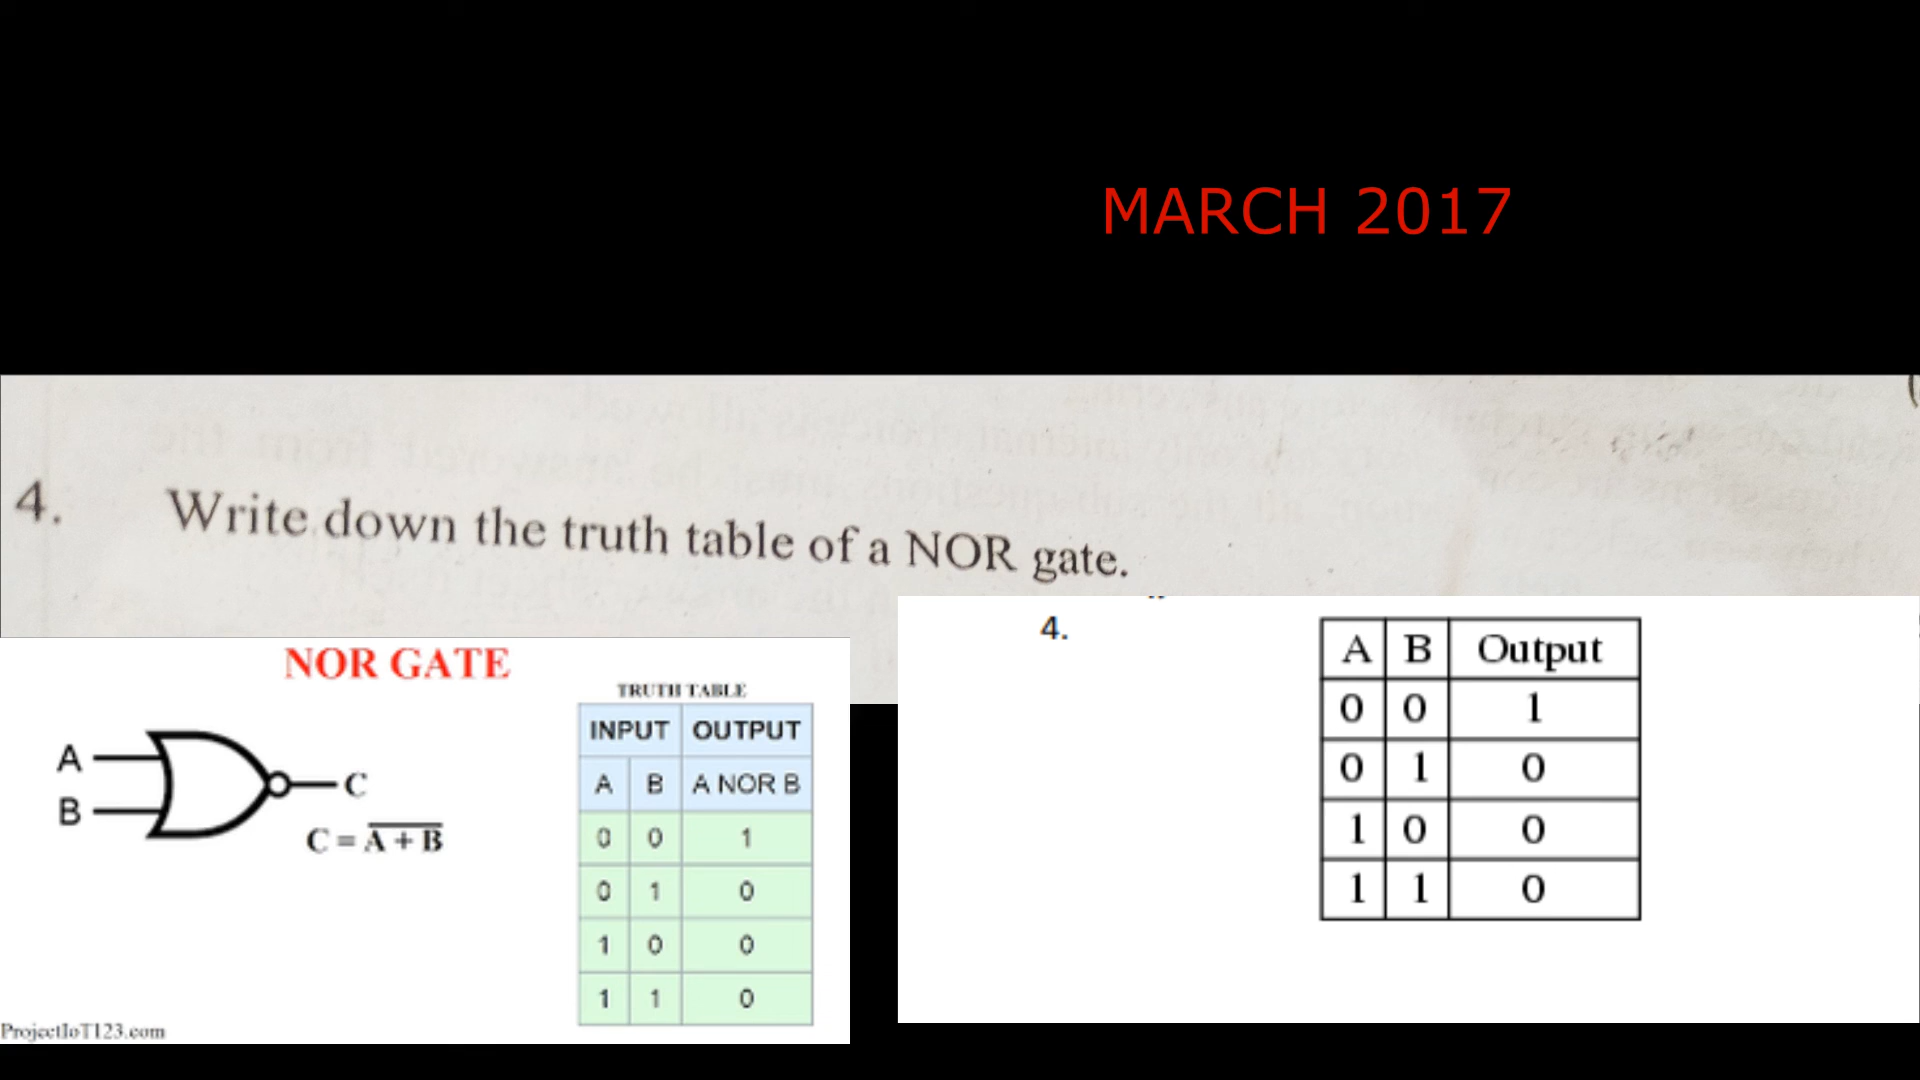 MARCH 2017
4. Write down the truth table of a NOR gate.
NOR GATE
TRUTH TABLE
INPUT OUTPUT
A B A NOR B
0 0 1
0 1 0
1 0 0
1 1 0
A
B
C
C = A + B
ProjectIoT123.com
4.
A B Output
0 0 1
0 1 0
1 0 0
1 1 0